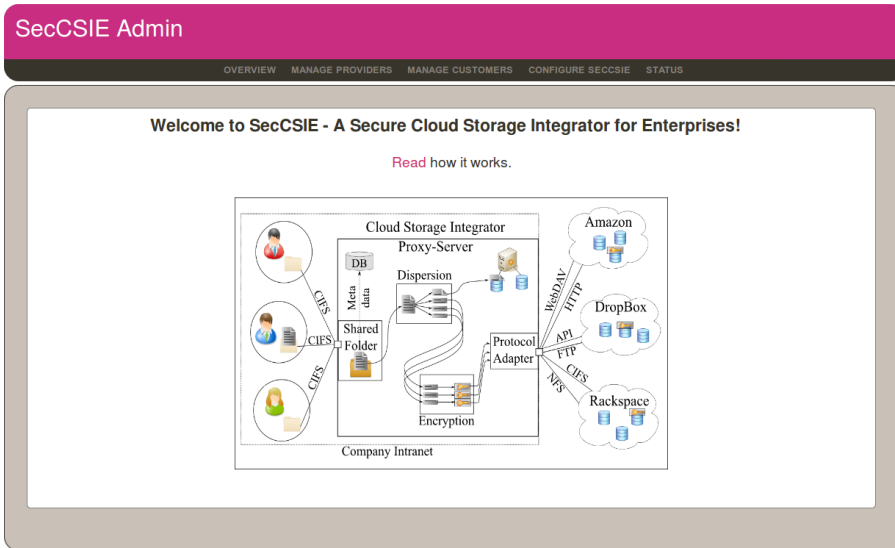 SecCSIE Admin
OVERVIEW MANAGE PROVIDERS MANAGE CUSTOMERS CONFIGURE SECCSIE STATUS
Welcome to SecCSIE - A Secure Cloud Storage Integrator for Enterprises!
Read how it works.
Cloud Storage Integrator
Proxy-Server
DB
Meta
data
Dispersion
CIFS
CIFS
CIFS
Shared
Folder
Encryption
Protocol
Adapter
Company Intranet
WebDAV
HTTP
API
FTP
CIFS
NFS
Amazon
DropBox
Rackspace